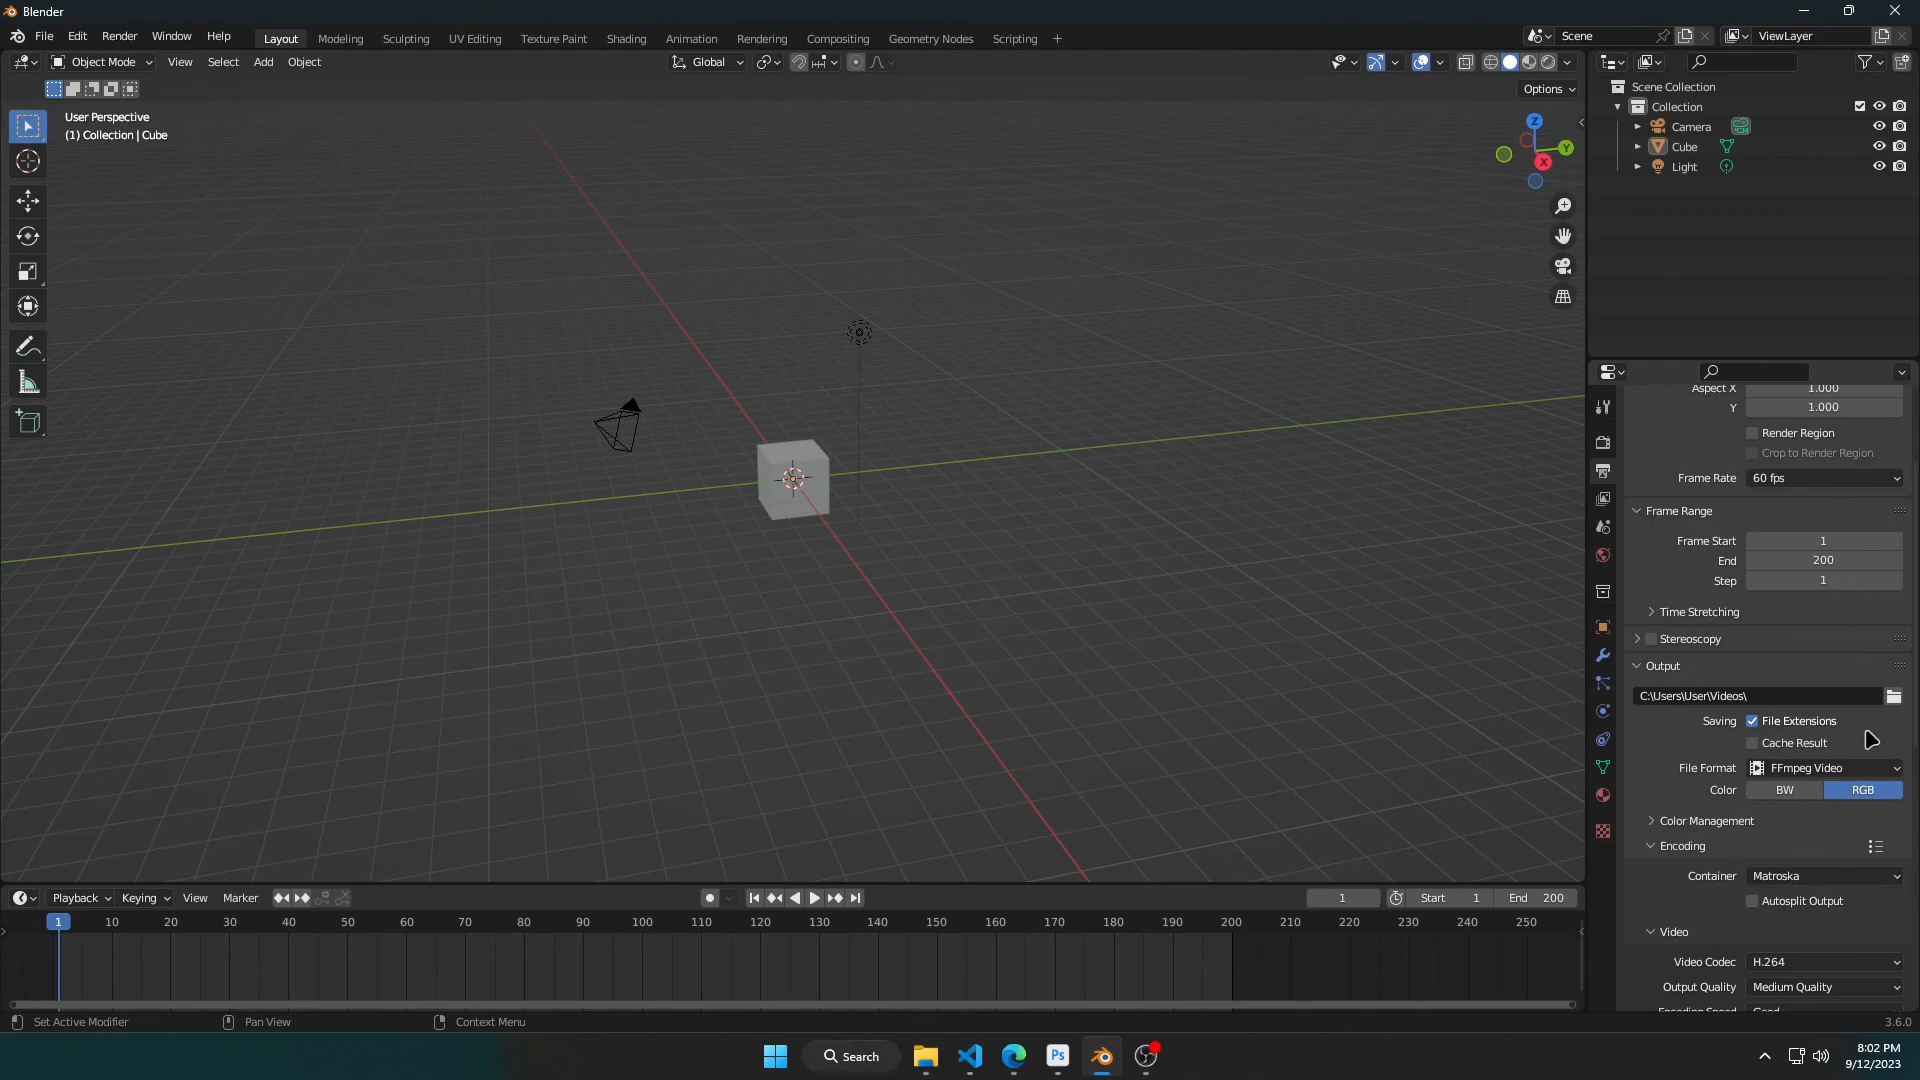 Blender
File Edit Render Window Help Layout Modeling Sculpting UV Editing Texture Paint Shading Animation Rendering Compositing Geometry Nodes Scripting + Scene ViewLayer
Object Mode View Select Add Object Global
Options
User Perspective
(1) Collection | Cube
Z
Y
X
Scene Collection
Collection
Camera
Cube
Light
Aspect X 1.000
Y 1.000
Render Region
Crop to Render Region
Frame Rate 60 fps
Frame Range
Frame Start 1
End 200
Step 1
Time Stretching
Stereoscopy
Output
C:\Users\User\Videos\
Saving File Extensions
Cache Result
File Format FFmpeg Video
Color BW RGB
Color Management
Encoding
Container Matroska
Autosplit Output
Video
Video Codec H.264
Output Quality Medium Quality
Encoding Speed Good
Playback Keying View Marker 1 Start 1 End 200
1 10 20 30 40 50 60 70 80 90 100 110 120 130 140 150 160 170 180 190 200 210 220 230 240 250
Set Active Modifier Pan View Context Menu 3.6.0
Search Ps 8:02 PM
9/12/2023